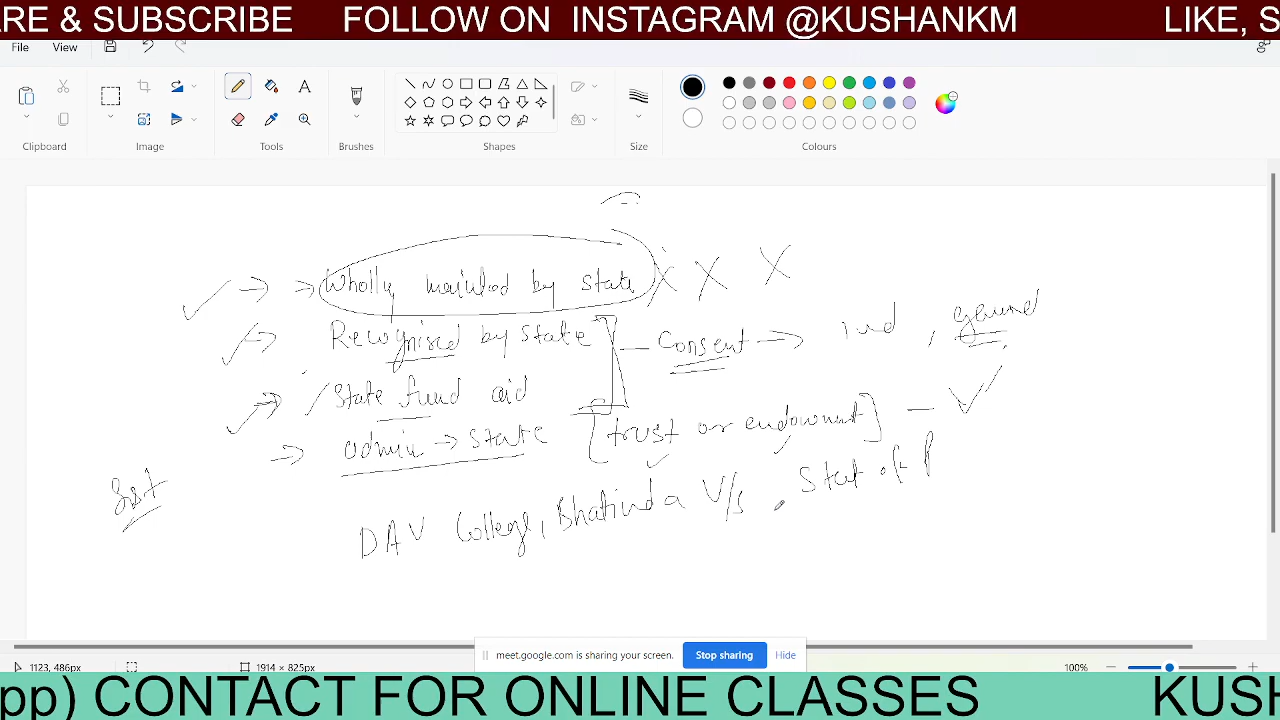 RE & SUBSCRIBE FOLLOW ON INSTAGRAM @KUSHANKM LIKE, S
File View
Clipboard Image Tools Brushes Shapes Size Colours
Wholly by State X X X
Recognised by State — Consent → ind, general
State fund aid
admin → State [trust or endowment] —
DAV College, Bhatinda V/s State of P
1123, 486px 1914 × 825px 100%
meet.google.com is sharing your screen. Stop sharing Hide
pp) CONTACT FOR ONLINE CLASSES KUSH